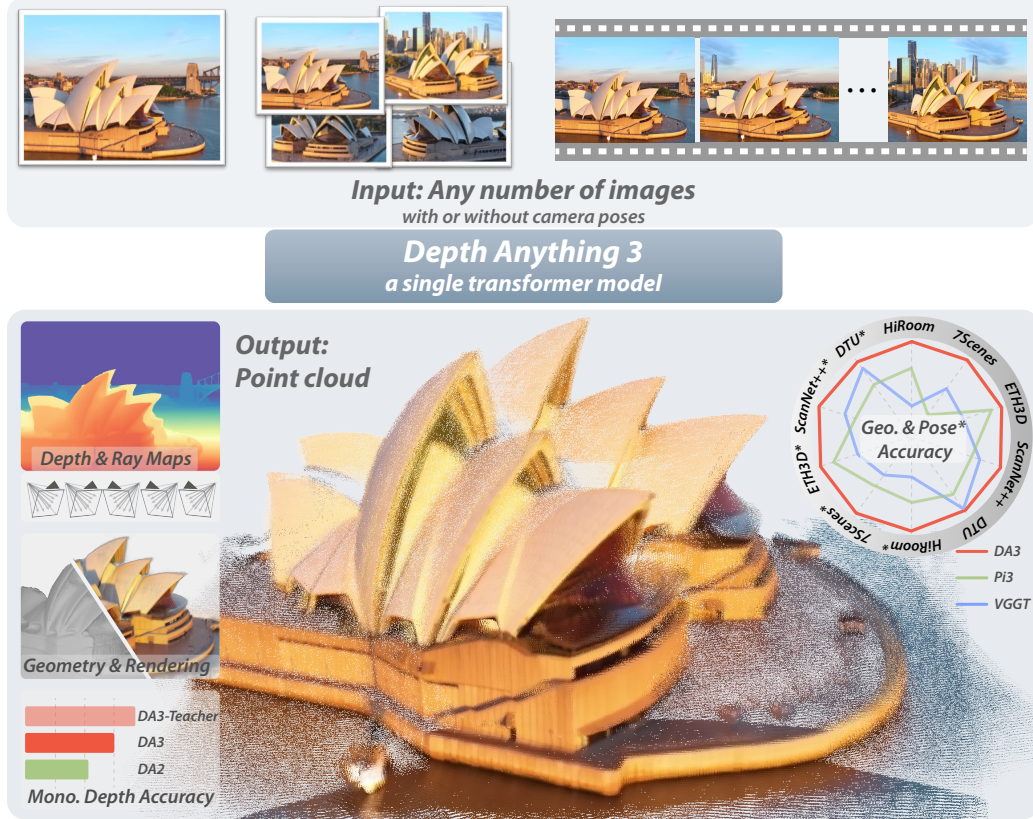 Input: Any number of images
with or without camera poses
Depth Anything 3
a single transformer model
Depth & Ray Maps
Output:
Point cloud
Geometry & Rendering
DA3-Teacher
DA3
DA2
Mono. Depth Accuracy
HiRoom
7Scenes
ETH3D
ScanNet++
DTU
HiRoom*
7Scenes*
ETH3D*
ScanNet++*
DTU*
Geo. & Pose*
Accuracy
DA3
Pi3
VGGT